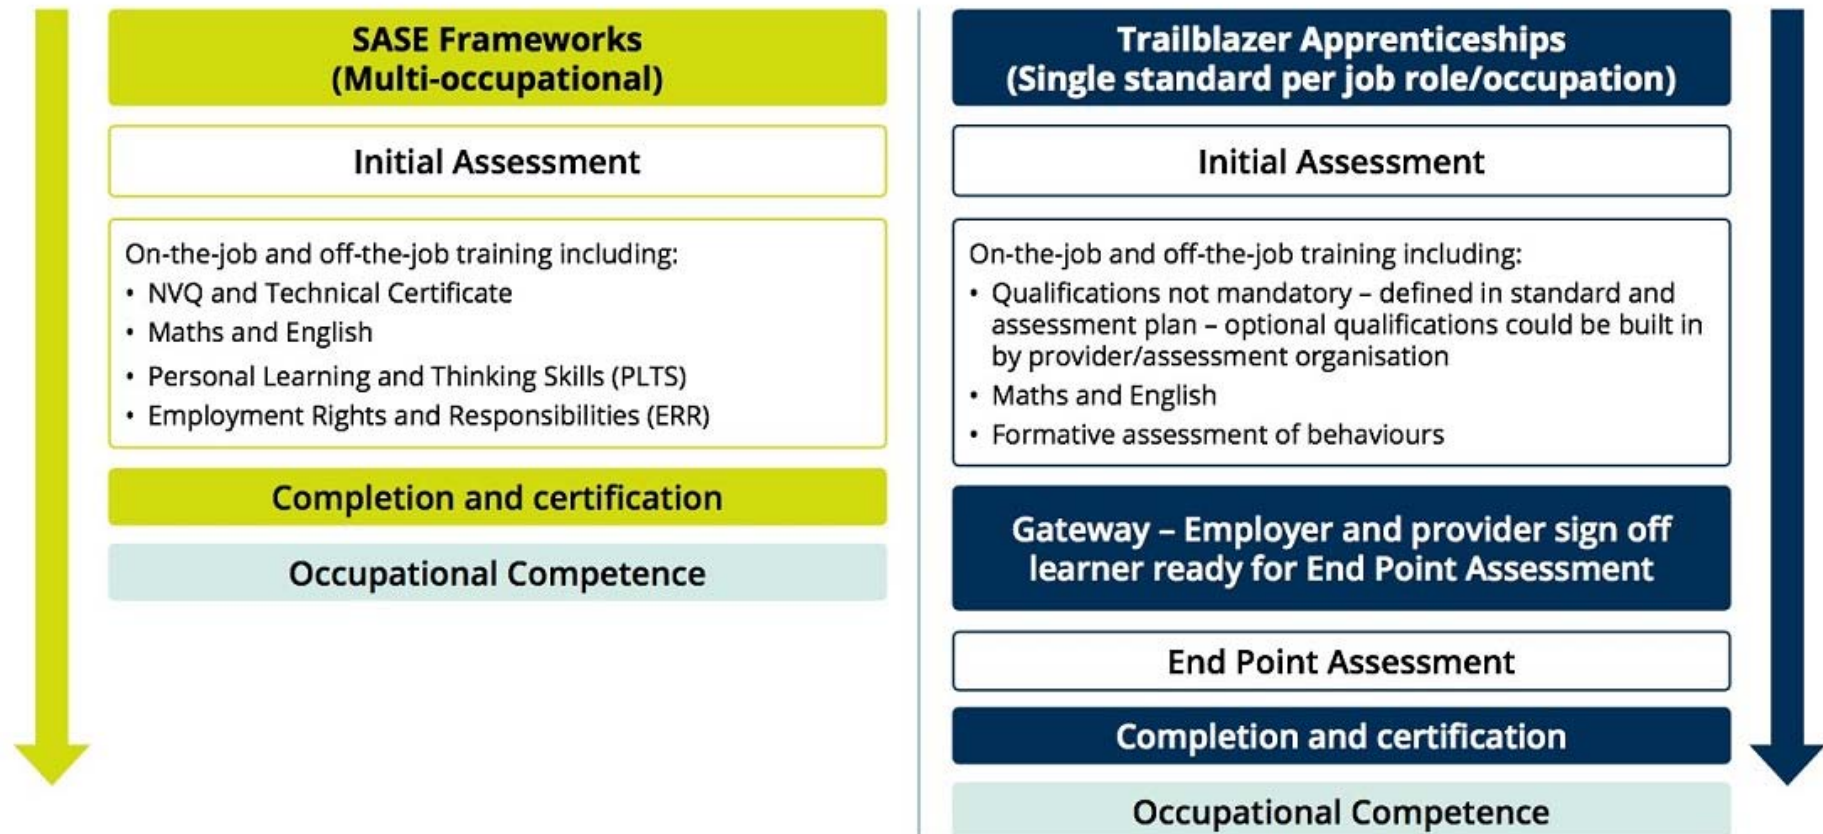 SASE Frameworks
(Multi-occupational)
Initial Assessment
On-the-job and off-the-job training including:
• NVQ and Technical Certificate
• Maths and English
• Personal Learning and Thinking Skills (PLTS)
• Employment Rights and Responsibilities (ERR)
Completion and certification
Occupational Competence
Trailblazer Apprenticeships
(Single standard per job role/occupation)
Initial Assessment
On-the-job and off-the-job training including:
• Qualifications not mandatory – defined in standard and
assessment plan – optional qualifications could be built in
by provider/assessment organisation
• Maths and English
• Formative assessment of behaviours
Gateway – Employer and provider sign off
learner ready for End Point Assessment
End Point Assessment
Completion and certification
Occupational Competence